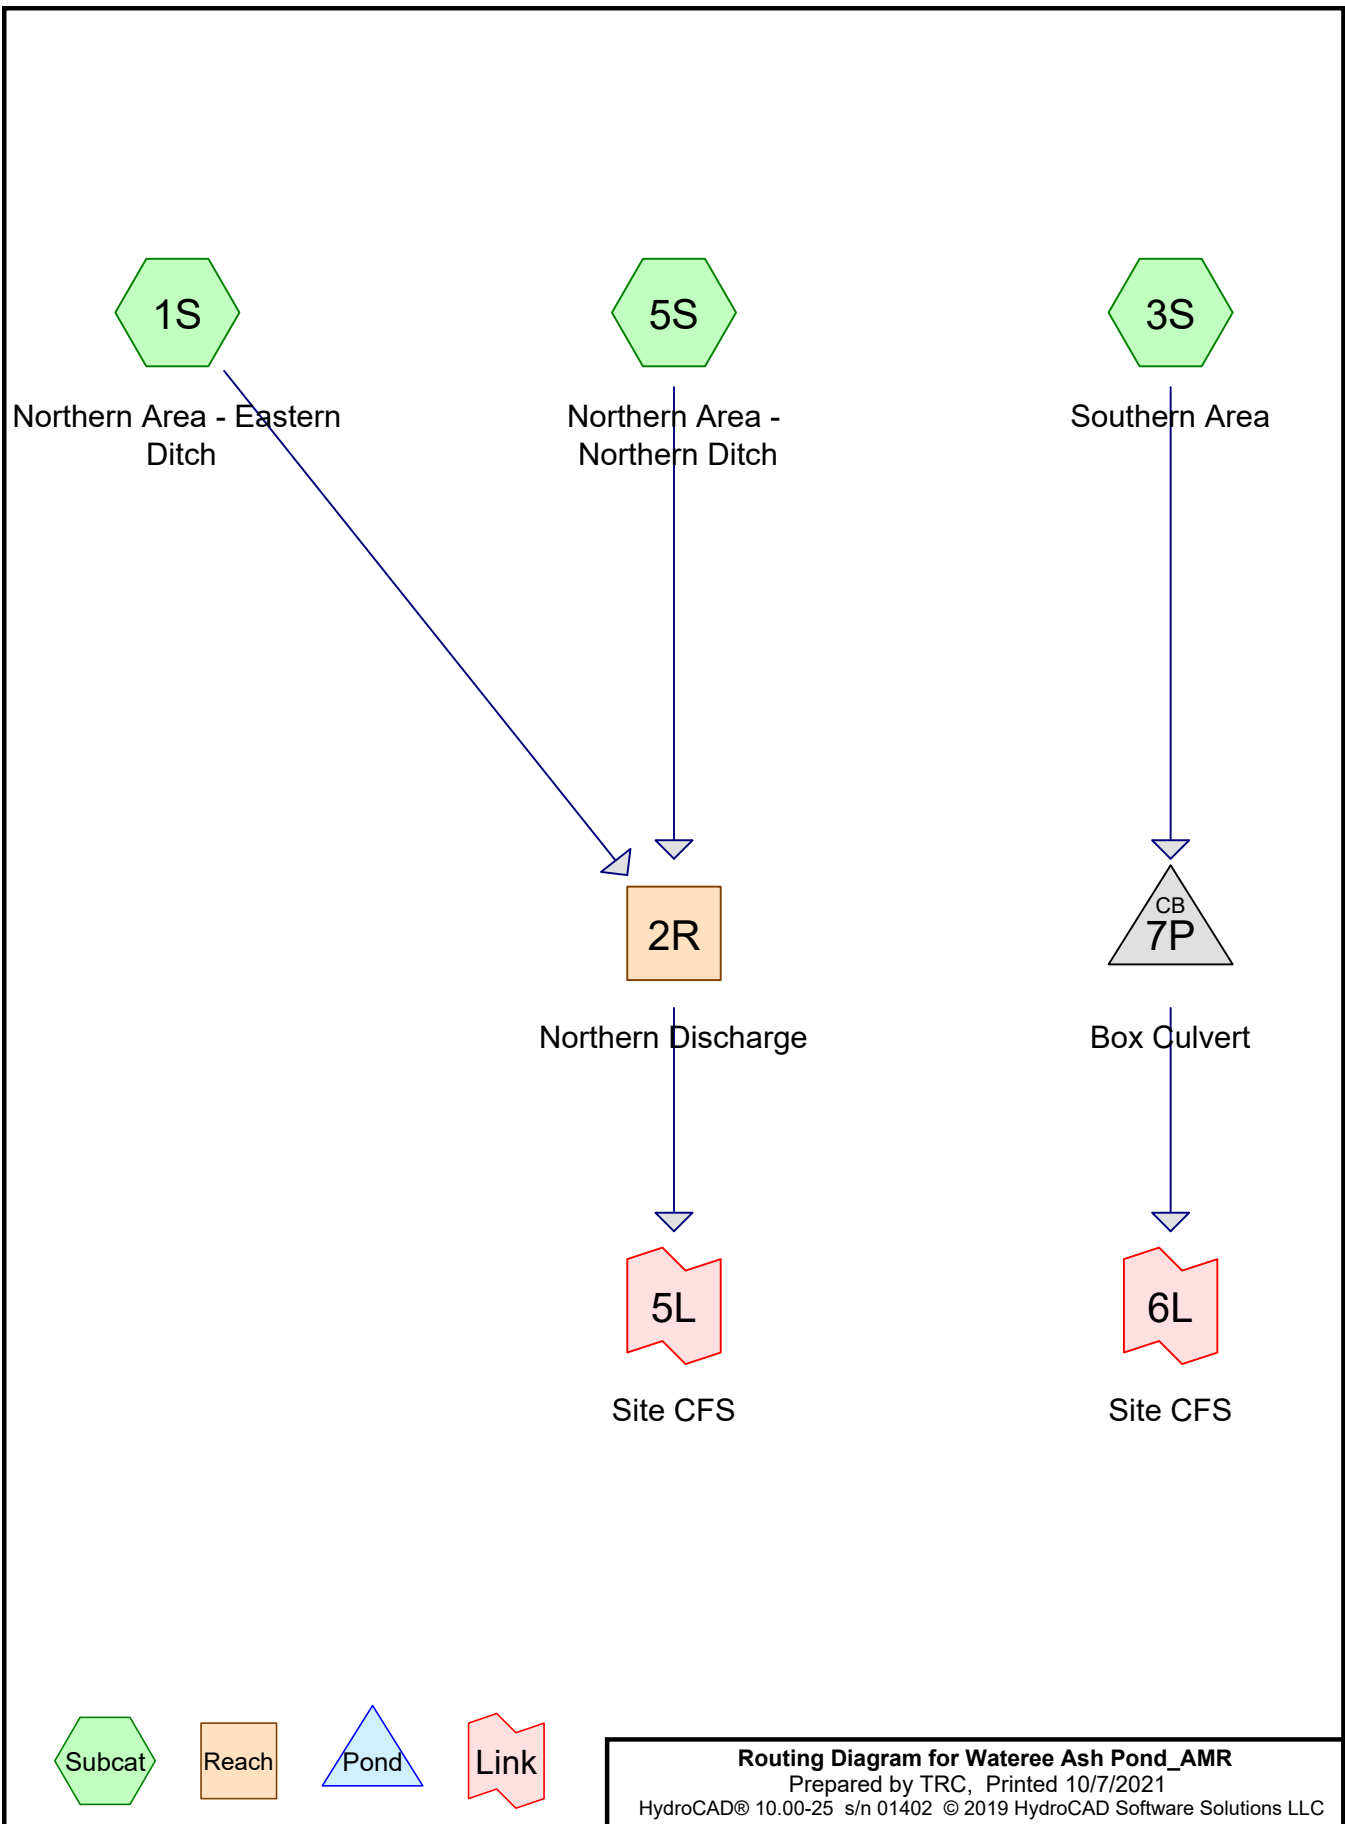 1S
5S
3S
Northern Area - Eastern
Ditch
Northern Area -
Northern Ditch
Southern Area
2R
CB
7P
Northern Discharge
Box Culvert
5L
6L
Site CFS
Site CFS
Subcat
Reach
Pond
Link
Routing Diagram for Wateree Ash Pond_AMR
Prepared by TRC, Printed 10/7/2021
HydroCAD® 10.00-25 s/n 01402 © 2019 HydroCAD Software Solutions LLC